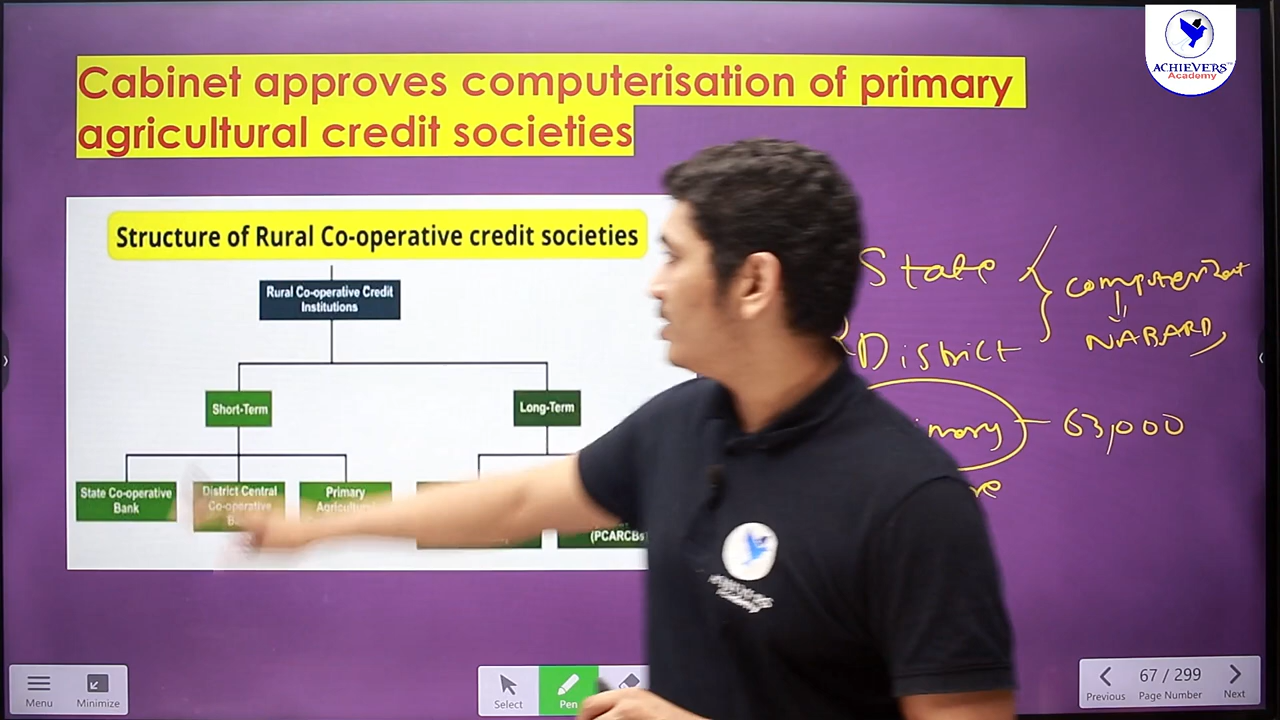 ACHIEVERS
Academy
Cabinet approves computerisation of primary
agricultural credit societies
Structure of Rural Co-operative credit societies
Rural Co-operative Credit
Institutions
Short-Term
Long-Term
State Co-operative
Bank
District Central
Co-operative
Primary
(PCARCBs
State
District
63,000
NABARD
Menu
Minimize
Select
Pen
Previous
67 / 299
Page Number
Next